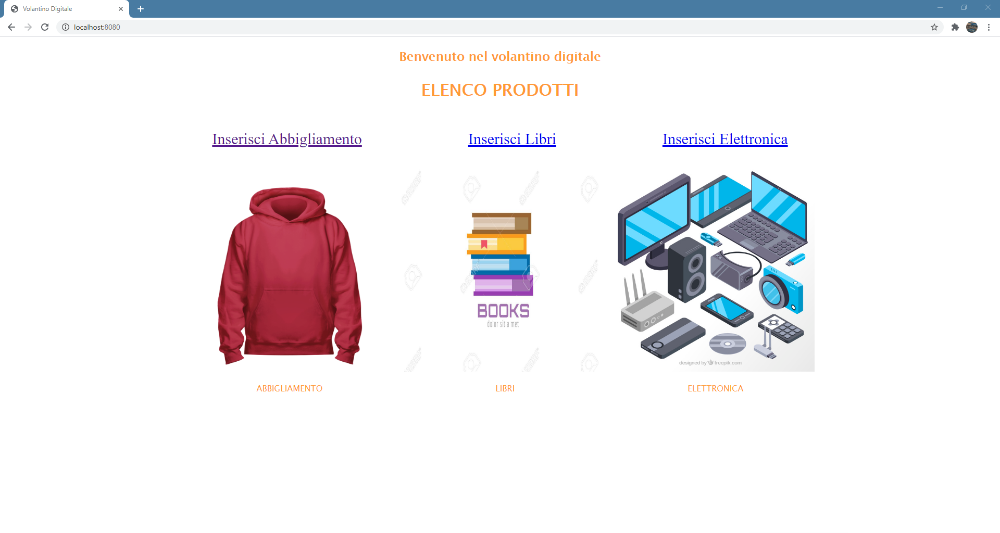 Volantino Digitale
localhost:8080
Benvenuto nel volantino digitale
ELENCO PRODOTTI
Inserisci Abbigliamento
Inserisci Libri
Inserisci Elettronica
BOOKS
dolor sit a met
designed by freepik.com
ABBIGLIAMENTO
LIBRI
ELETTRONICA